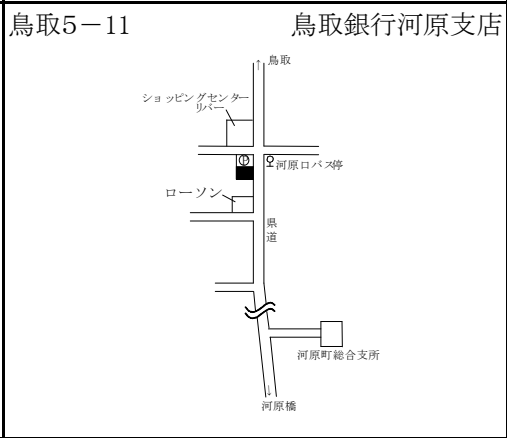 鳥取5－11
鳥取銀行河原支店
↑鳥取
ショッピングセンター
リバー
Ⓟ
河原口バス停
ローソン
県
道
河原町総合支所
↓
河原橋